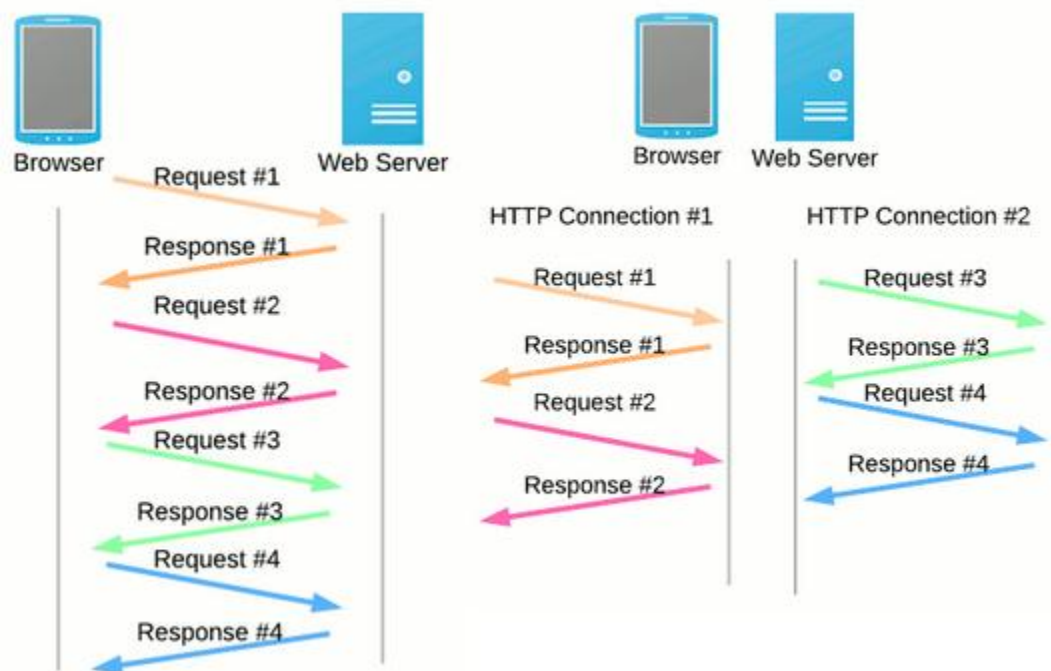 Browser
Web Server
Request #1
Response #1
Request #2
Response #2
Request #3
Response #3
Request #4
Response #4
Browser
Web Server
HTTP Connection #1
Request #1
Response #1
Request #2
Response #2
HTTP Connection #2
Request #3
Response #3
Request #4
Response #4